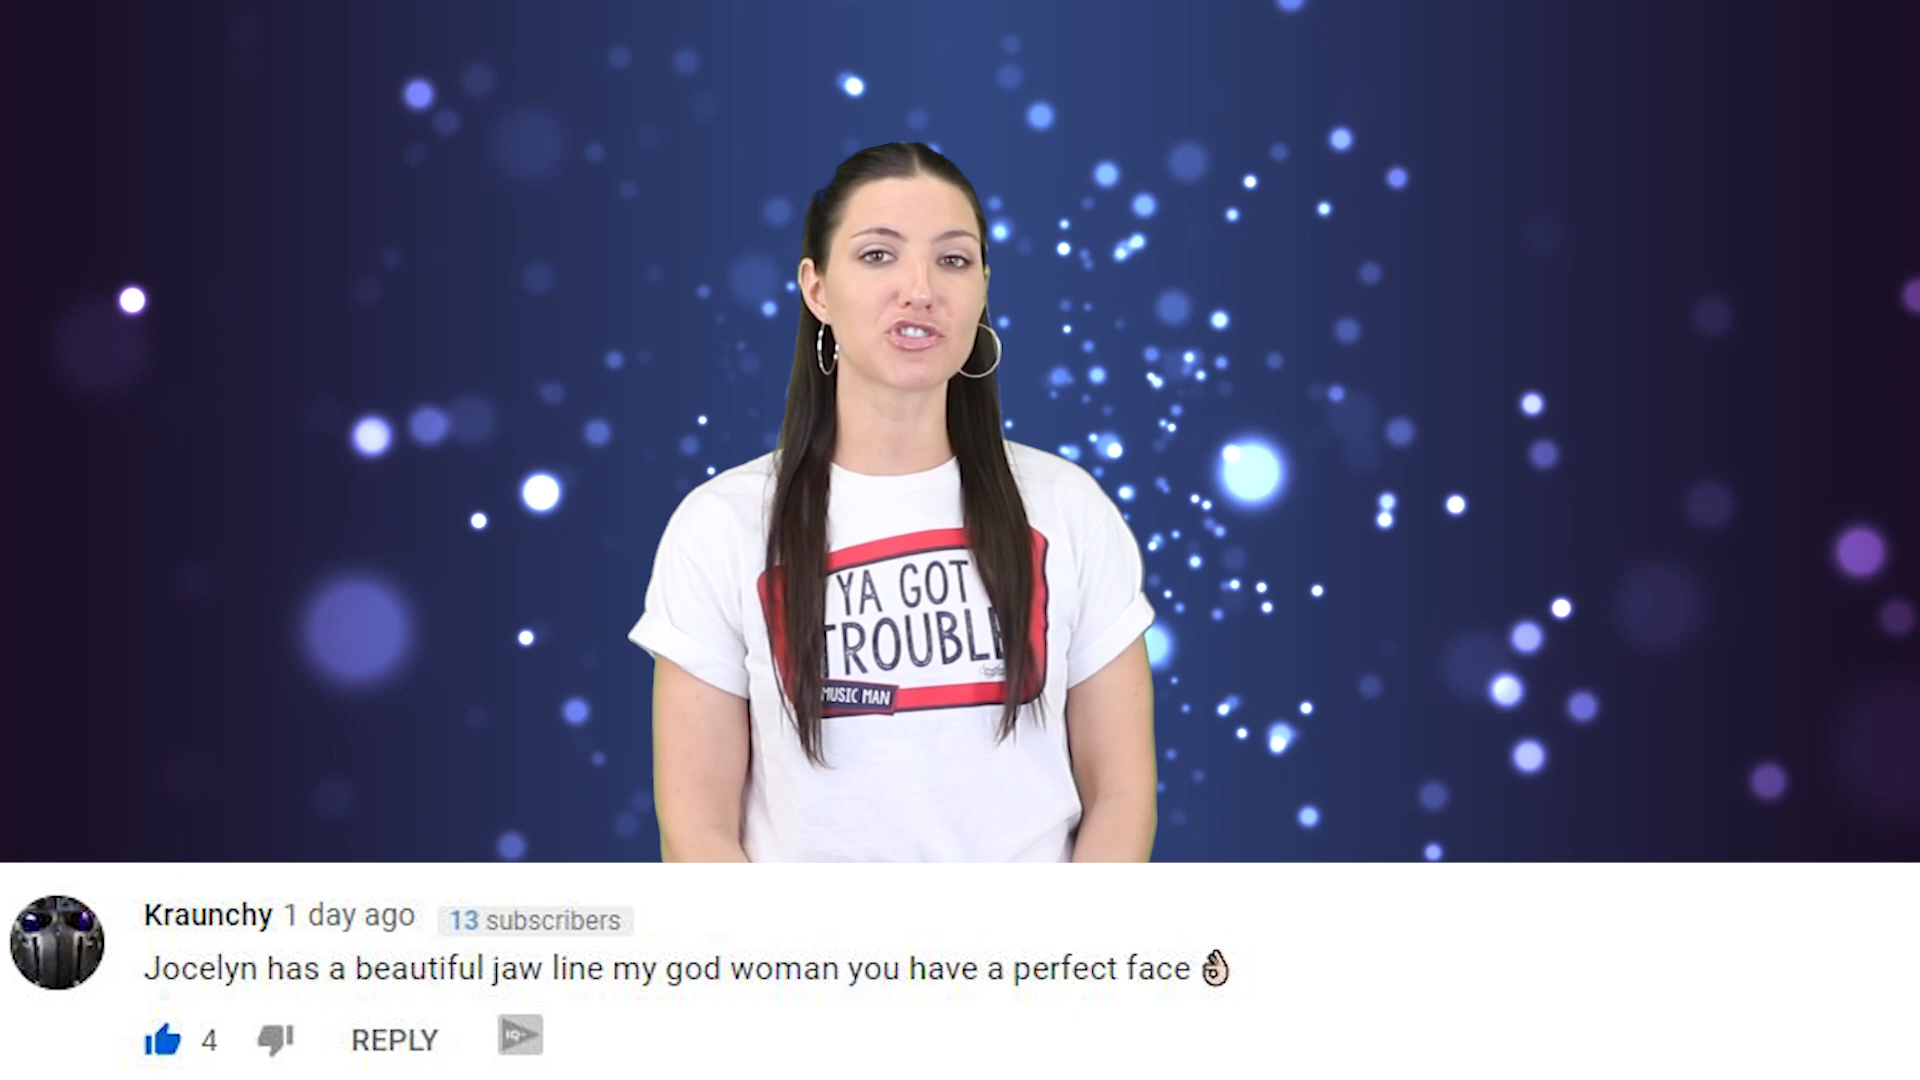 YA GOT
TROUBLE
MUSIC MAN
Kraunchy 1 day ago 13 subscribers
Jocelyn has a beautiful jaw line my god woman you have a perfect face 👌🏻
4 REPLY